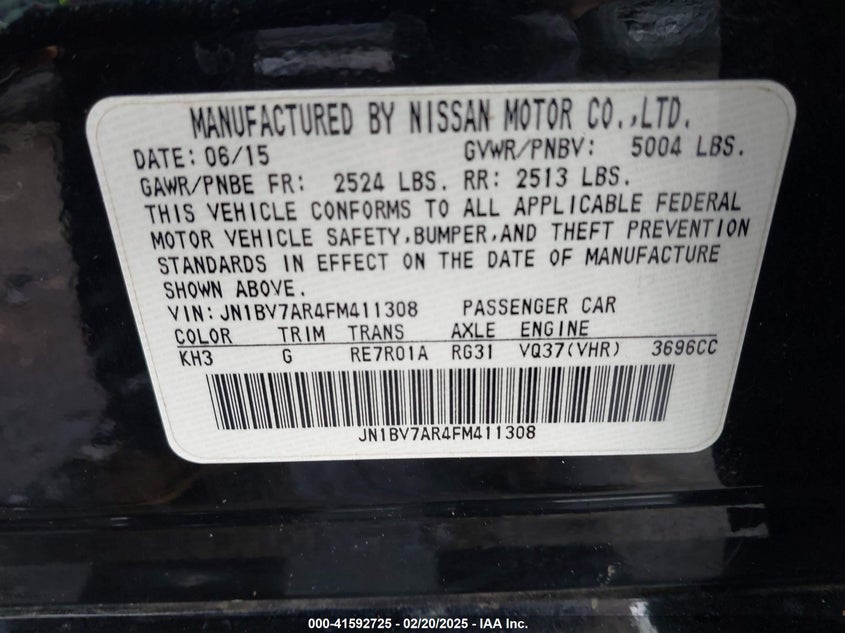 MANUFACTURED BY NISSAN MOTOR CO.,LTD.
DATE: 06/15 GVWR/PNBV: 5004 LBS.
GAWR/PNBE FR: 2524 LBS. RR: 2513 LBS.
THIS VEHICLE CONFORMS TO ALL APPLICABLE FEDERAL
MOTOR VEHICLE SAFETY,BUMPER,AND THEFT PREVENTION
STANDARDS IN EFFECT ON THE DATE OF MANUFACTURE
SHOWN ABOVE.
VIN: JN1BV7AR4FM411308 PASSENGER CAR
COLOR TRIM TRANS AXLE ENGINE
KH3 G RE7R01A RG31 VQ37(VHR) 3696CC
JN1BV7AR4FM411308
000-41592725 - 02/20/2025 - IAA Inc.